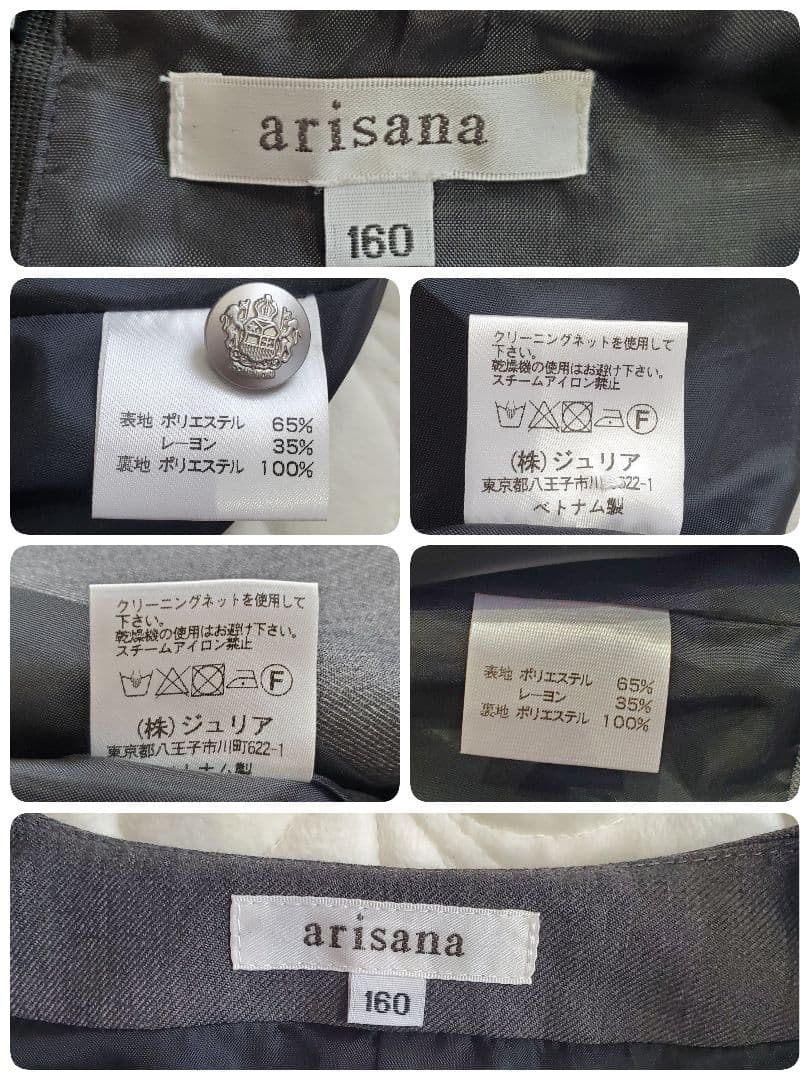 arisana
160
表地 ポリエステル 65%
レーヨン 35%
裏地 ポリエステル 100%
クリーニングネットを使用して
下さい。
乾燥機の使用はお避け下さい。
スチームアイロン禁止
F
(株)ジュリア
東京都八王子市川 622-1
ベトナム製
クリーニングネットを使用して
下さい。
乾燥機の使用はお避け下さい。
スチームアイロン禁止
F
(株)ジュリア
東京都八王子市川町622-1
ベトナム製
表地 ポリエステル 65%
レーヨン 35%
裏地 ポリエステル 100%
arisana
160